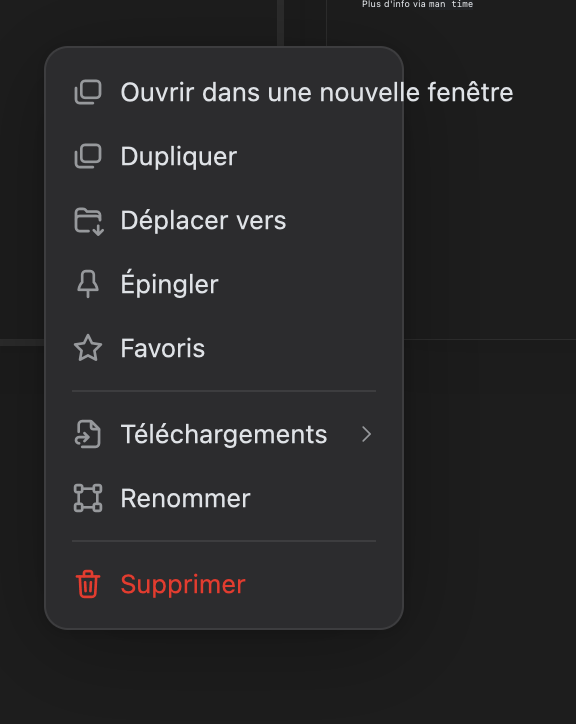 Plus d'info via man time
Ouvrir dans une nouvelle fenêtre
Dupliquer
Déplacer vers
Épingler
Favoris
Téléchargements
Renommer
Supprimer